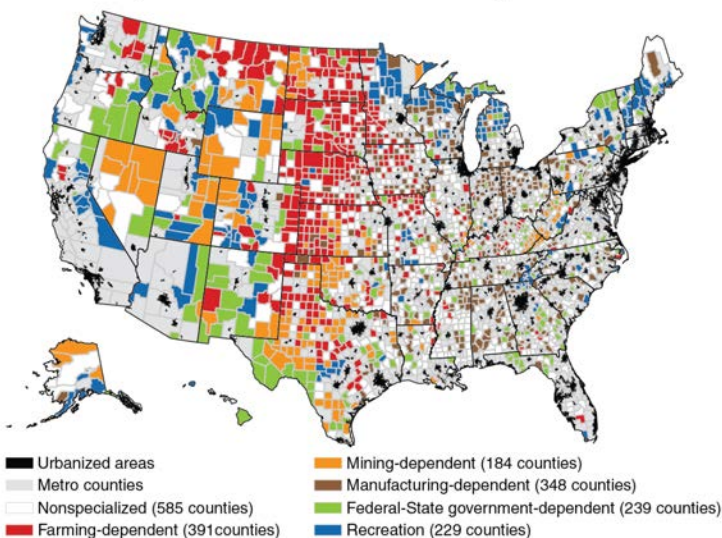 Urbanized areas
Metro counties
Nonspecialized (585 counties)
Farming-dependent (391counties)
Mining-dependent (184 counties)
Manufacturing-dependent (348 counties)
Federal-State government-dependent (239 counties)
Recreation (229 counties)